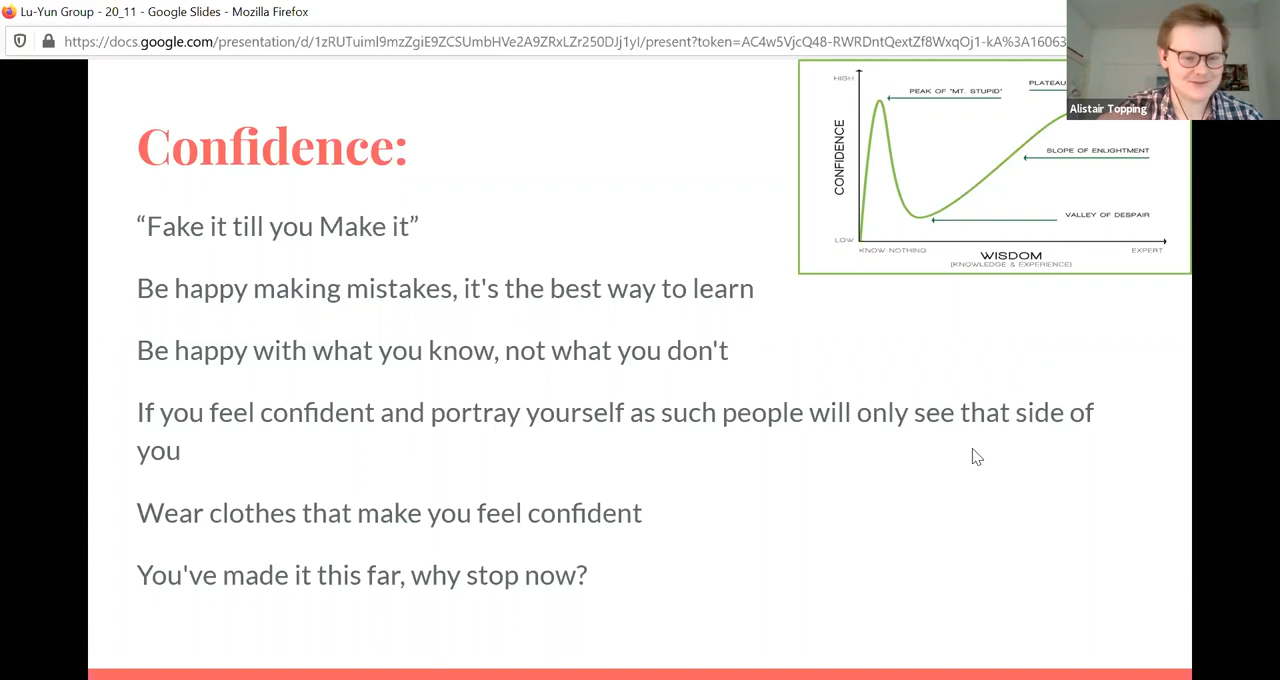 Lu-Yun Group - 20_11 - Google Slides - Mozilla Firefox
https://docs.google.com/presentation/d/1zRUTuimI9mzZgiE9ZCSUmbHVe2A9ZRxLZr250DJj1yI/present?token=AC4w5VjcQ48-RWRDntQextZf8WxqOj1-kA%3A16063
Alistair Topping
Confidence:
“Fake it till you Make it”
Be happy making mistakes, it's the best way to learn
Be happy with what you know, not what you don't
If you feel confident and portray yourself as such people will only see that side of
you
Wear clothes that make you feel confident
You've made it this far, why stop now?
HIGH
PEAK OF "MT. STUPID"
PLATEAU
CONFIDENCE
SLOPE OF ENLIGHTMENT
VALLEY OF DESPAIR
LOW
KNOW NOTHING
WISDOM
EXPERT
(KNOWLEDGE & EXPERIENCE)